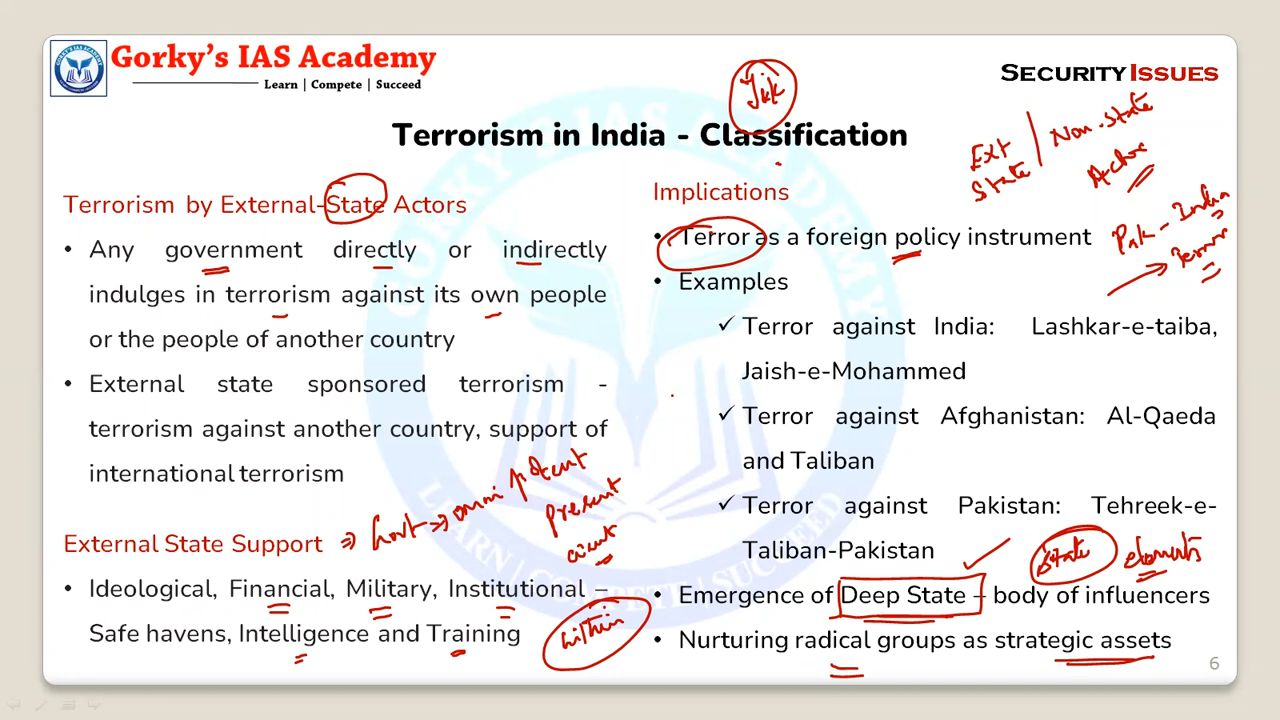 Gorky's IAS Academy
Learn | Compete | Succeed
SECURITY ISSUES
J&K
Terrorism in India - Classification
Ext State / Non-State Actors
Pak - India
Terror
Terrorism by External-State Actors
• Any government directly or indirectly
indulges in terrorism against its own people
or the people of another country
• External state sponsored terrorism -
terrorism against another country, support of
international terrorism
External State Support
⇒ Govt ⇒ omni potent
present
cient
• Ideological, Financial, Military, Institutional –
Safe havens, Intelligence and Training
within
Implications
• Terror as a foreign policy instrument
• Examples
✓ Terror against India: Lashkar-e-taiba,
Jaish-e-Mohammed
✓ Terror against Afghanistan: Al-Qaeda
and Taliban
✓ Terror against Pakistan: Tehreek-e-
Taliban-Pakistan
State elements
• Emergence of Deep State – body of influencers
• Nurturing radical groups as strategic assets
6